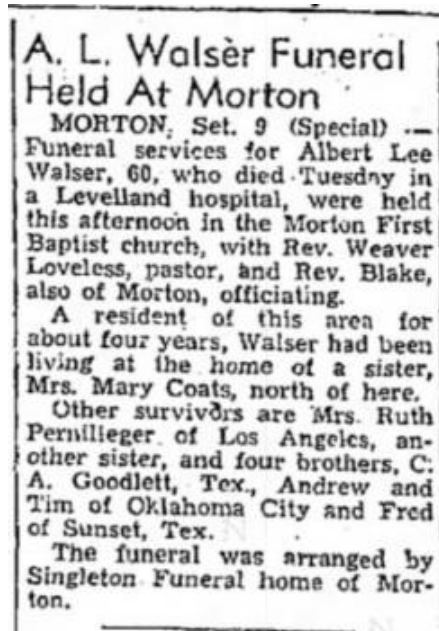 A. L. Walser Funeral
Held At Morton
MORTON, Set. 9 (Special) —
Funeral services for Albert Lee
Walser, 60, who died Tuesday in
a Levelland hospital, were held
this afternoon in the Morton First
Baptist church, with Rev. Weaver
Loveless, pastor, and Rev. Blake,
also of Morton, officiating.
A resident of this area for
about four years, Walser had been
living at the home of a sister,
Mrs. Mary Coats, north of here.
Other survivors are Mrs. Ruth
Pernllieger of Los Angeles, an-
other sister, and four brothers, C.
A. Goodlett, Tex., Andrew and
Tim of Oklahoma City and Fred
of Sunset, Tex.
The funeral was arranged by
Singleton Funeral home of Mor-
ton.